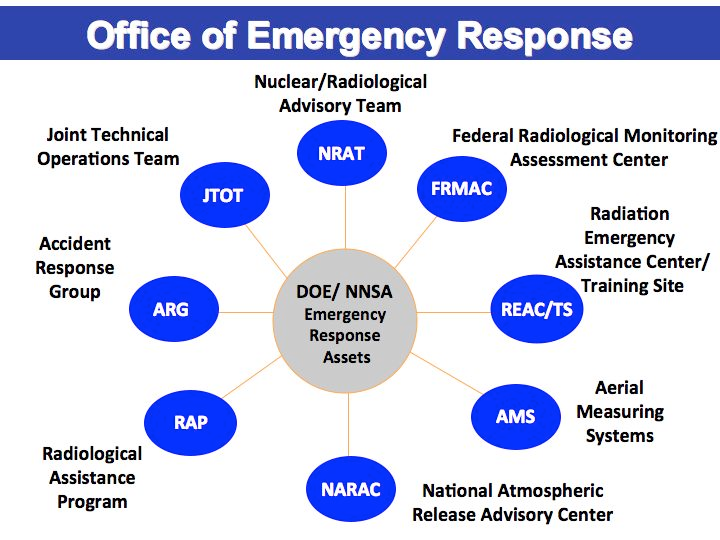 Office of Emergency Response
Nuclear/Radiological
Advisory Team
NRAT
Joint Technical
Operations Team
JTOT
Federal Radiological Monitoring
Assessment Center
FRMAC
Radiation
Emergency
Assistance Center/
Training Site
REAC/TS
Accident
Response
Group
ARG
DOE/ NNSA
Emergency
Response
Assets
Aerial
Measuring
Systems
AMS
RAP
Radiological
Assistance
Program
NARAC
National Atmospheric
Release Advisory Center